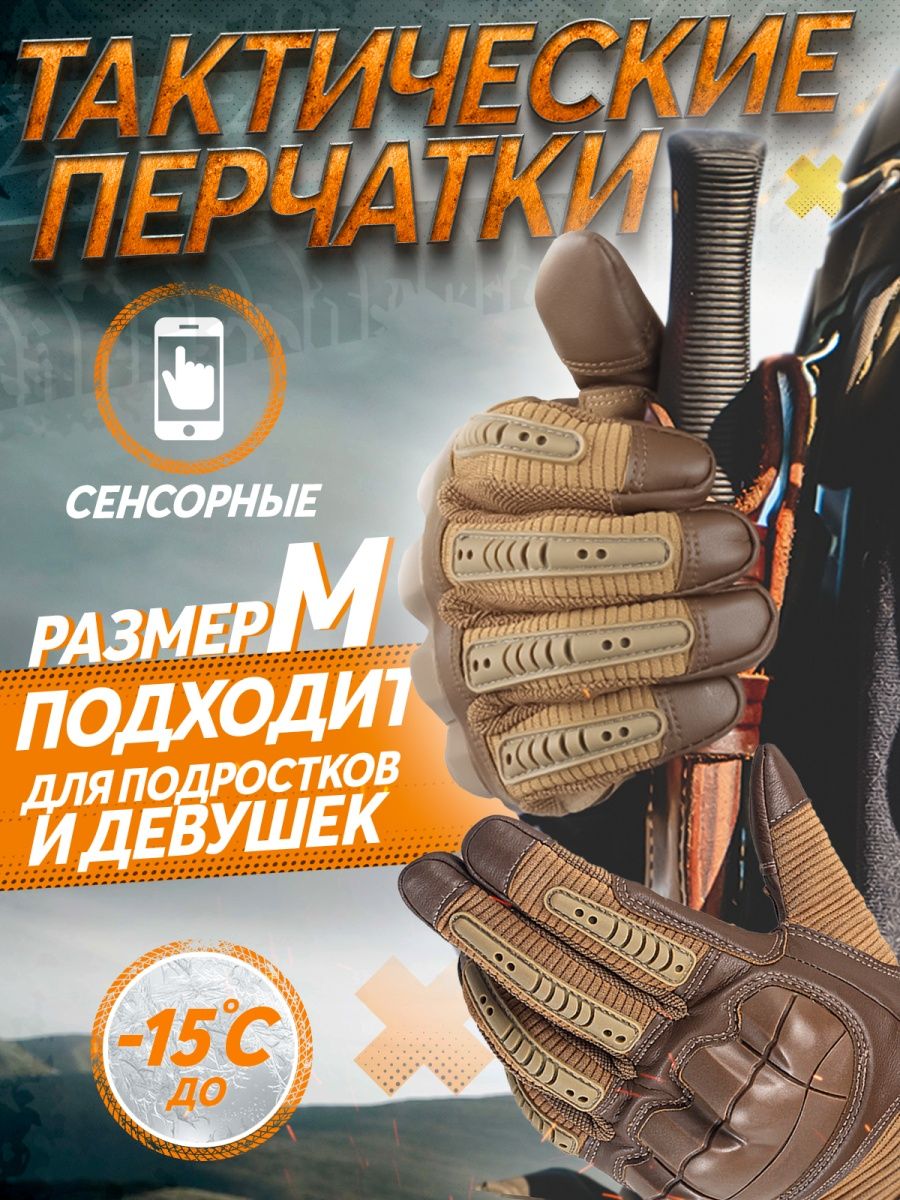 ТАКТИЧЕСКИЕ
ПЕРЧАТКИ
СЕНСОРНЫЕ
РАЗМЕР М
ПОДХОДИТ
ДЛЯ ПОДРОСТКОВ
И ДЕВУШЕК
-15°С
ДО